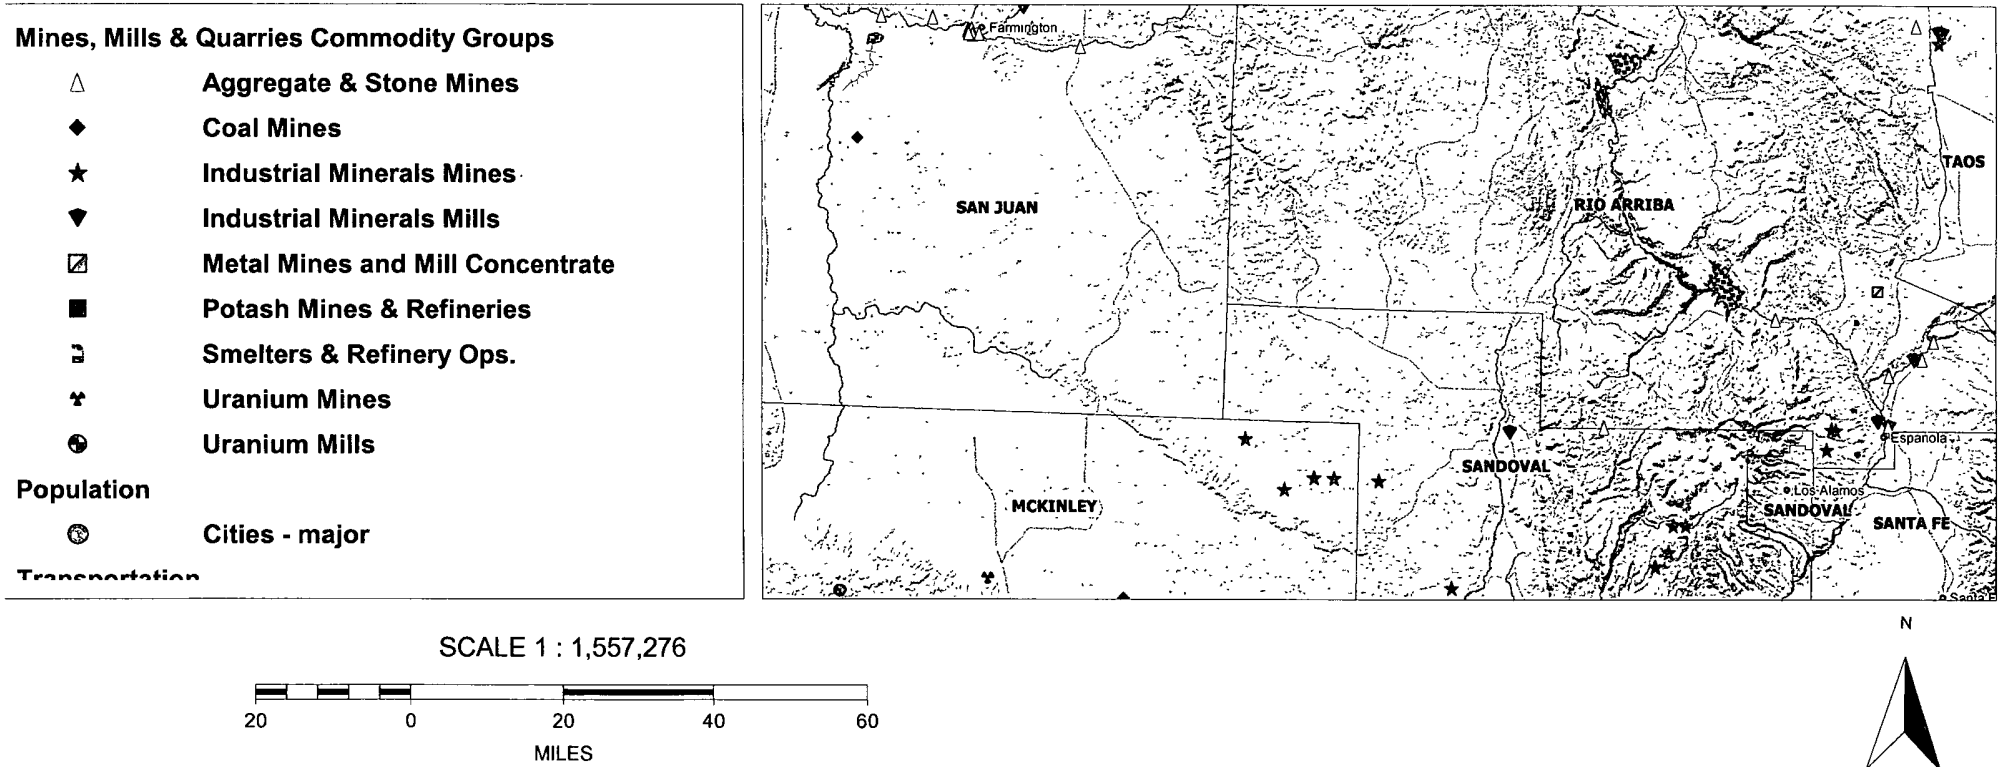 Mines, Mills & Quarries Commodity Groups
Aggregate & Stone Mines
Coal Mines
Industrial Minerals Mines
Industrial Minerals Mills
Metal Mines and Mill Concentrate
Potash Mines & Refineries
Smelters & Refinery Ops.
Uranium Mines
Uranium Mills
Population
Cities - major
Transportation
Farmington
TAOS
SAN JUAN
RIO ARRIBA
Espanola
SANDOVAL
Los Alamos
MCKINLEY
SANDOVAL
SANTA FE
Santa F
SCALE 1 : 1,557,276
20 0 20 40 60
MILES
N